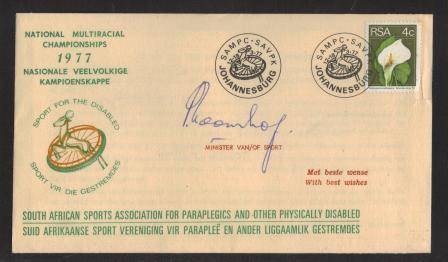 NATIONAL MULTIRACIAL
CHAMPIONSHIPS
1977
NASIONALE VEELVOLKIGE
KAMPIOENSKAPPE
SPORT FOR THE DISABLED
SPORT VIR DIE GESTREMDES
SAMPC - SAVPK
JOHANNESBURG
SAMPC - SAVPK
JOHANNESBURG
RSA 4c
MINISTER VAN/OF SPORT
Met beste wense
With best wishes
SOUTH AFRICAN SPORTS ASSOCIATION FOR PARAPLEGICS AND OTHER PHYSICALLY DISABLED
SUID AFRIKAANSE SPORT VERENIGING VIR PARAPLEË EN ANDER LIGGAAMLIK GESTREMDES